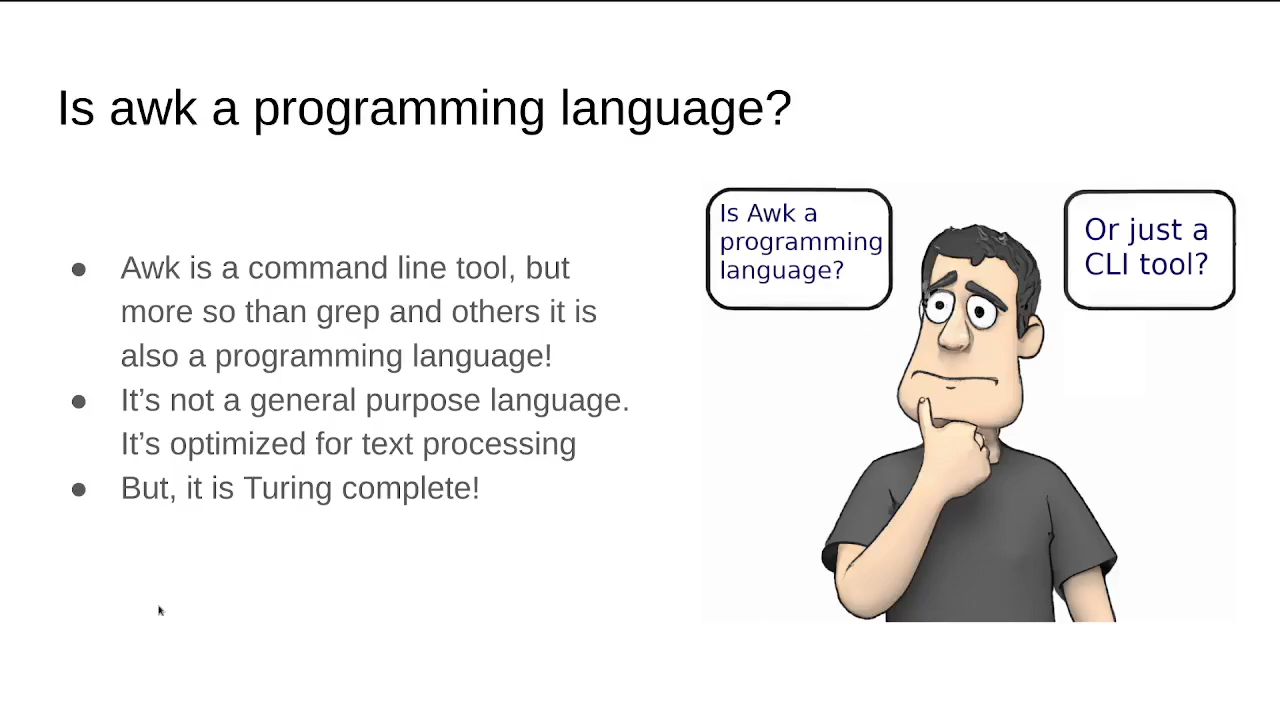 Is awk a programming language?
● Awk is a command line tool, but
more so than grep and others it is
also a programming language!
● It’s not a general purpose language.
It’s optimized for text processing
● But, it is Turing complete!
Is Awk a
programming
language?
Or just a
CLI tool?